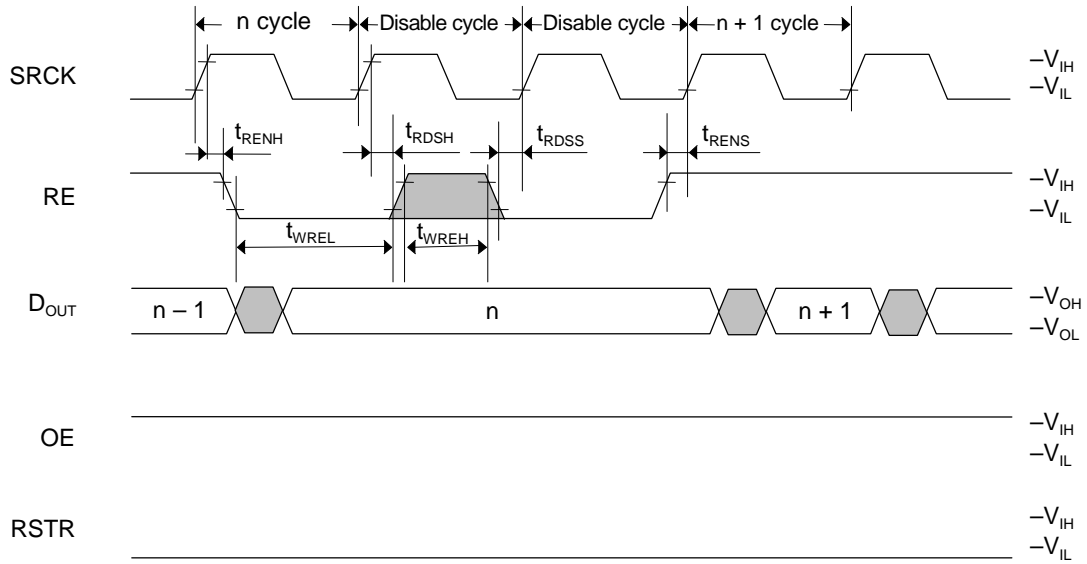 n cycle Disable cycle Disable cycle n + 1 cycle
SRCK
–VIH
–VIL
tRENH tRDSH tRDSS tRENS
RE
–VIH
–VIL
tWREL tWREH
DOUT
n – 1 n n + 1
–VOH
–VOL
OE
–VIH
–VIL
RSTR
–VIH
–VIL